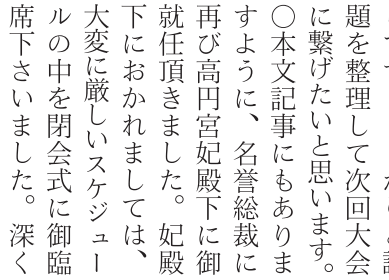 題を整理して次回大会
に繋げたいと思います。
〇本文記事にもありま
すように、名誉総裁に
再び高円宮妃殿下に御
就任頂きました。妃殿
下におかれましては、
大変に厳しいスケジュー
ルの中を閉会式に御臨
席下さいました。深く